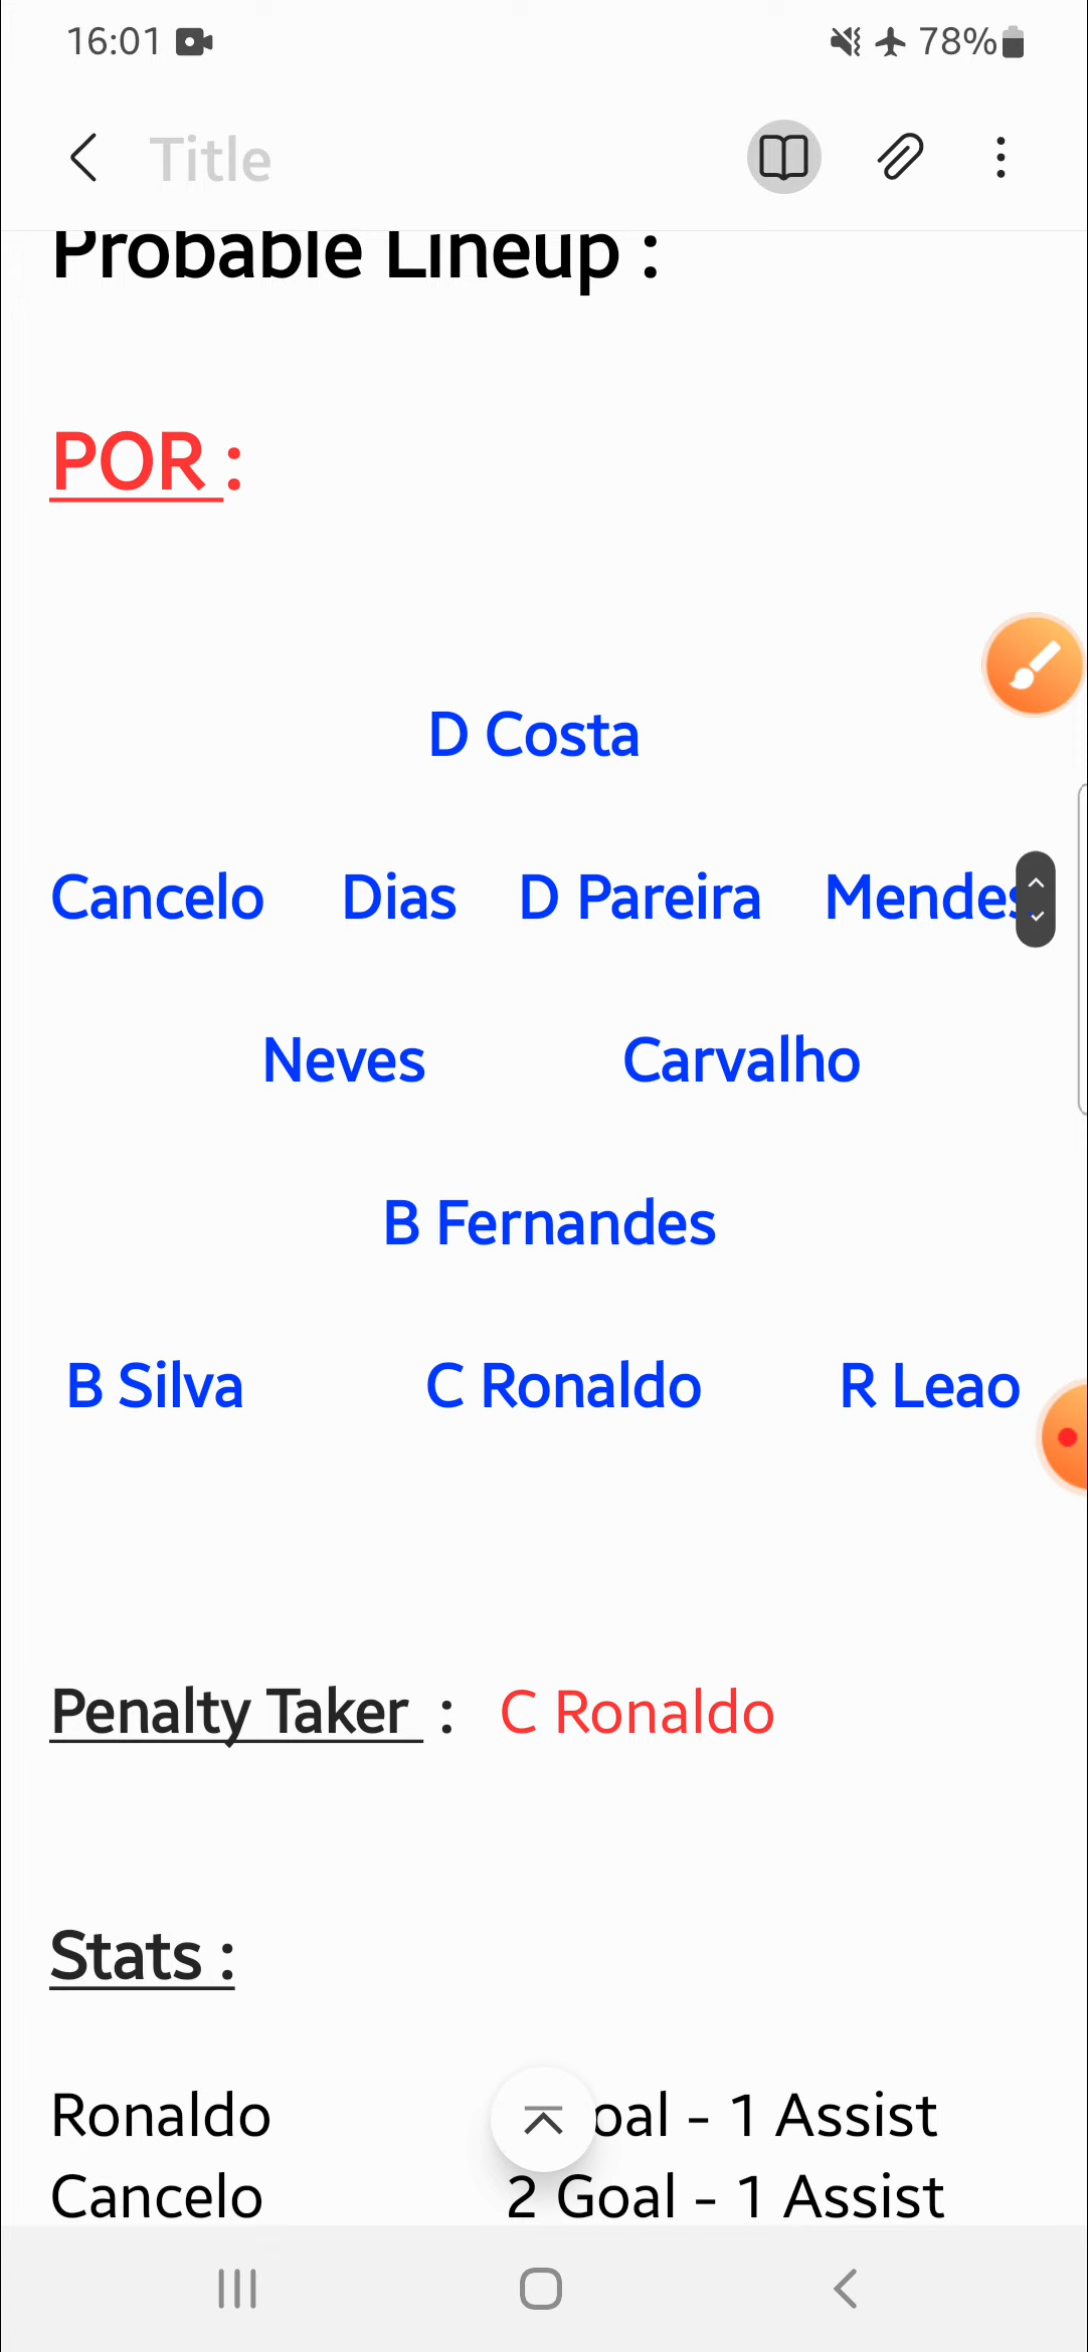 16:01 78%
Title
Probable Lineup :
POR :
D Costa
Cancelo Dias D Pareira Mendes
Neves Carvalho
B Fernandes
B Silva C Ronaldo R Leao
Penalty Taker : C Ronaldo
Stats :
Ronaldo oal - 1 Assist
Cancelo 2 Goal - 1 Assist